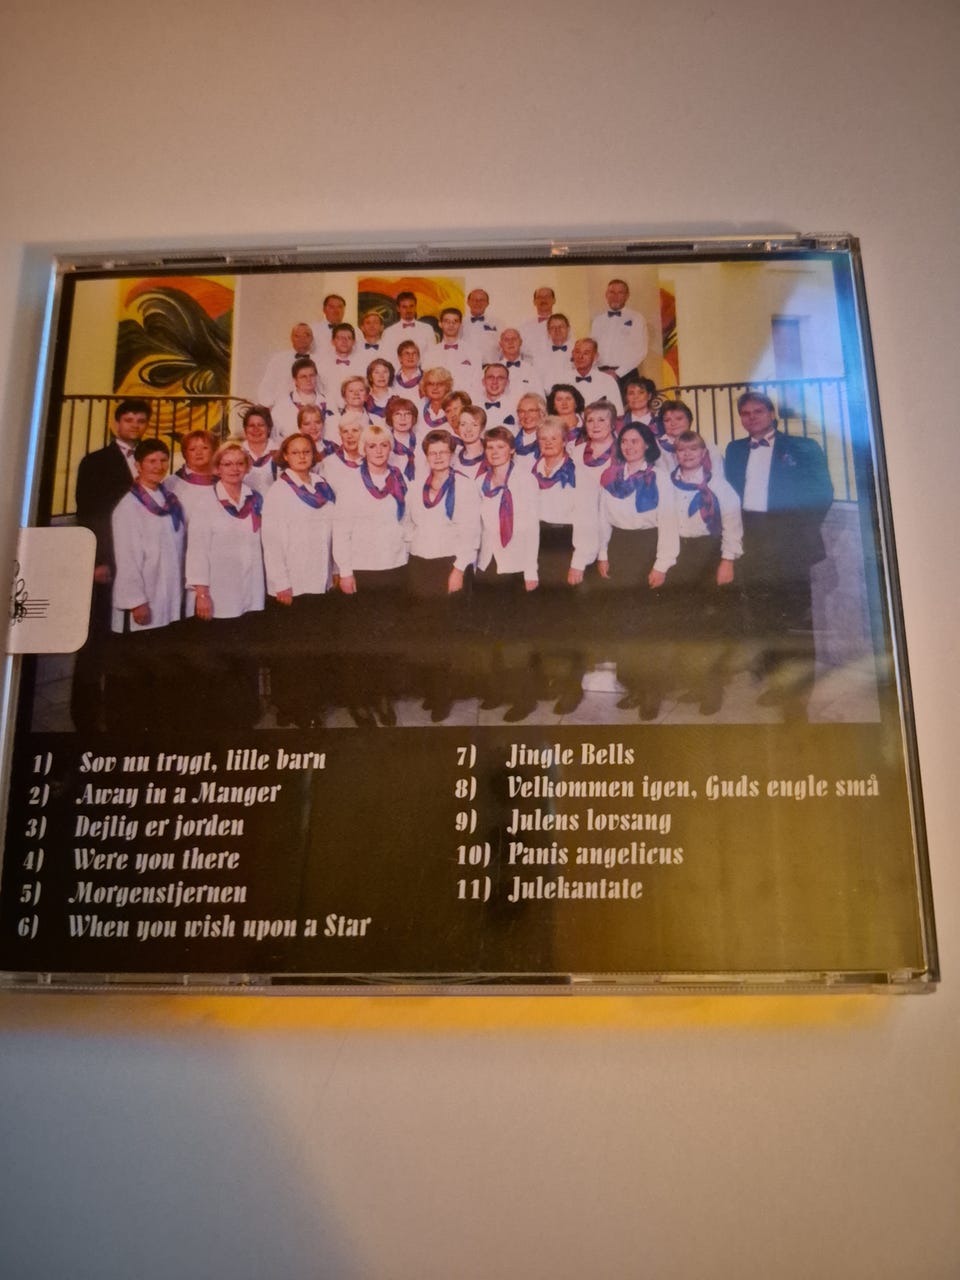 1) Sov nu trygt, lille barn
2) Away in a Manger
3) Dejlig er jorden
4) Were you there
5) Morgenstjernen
6) When you wish upon a Star
7) Jingle Bells
8) Velkommen igen, Guds engle små
9) Julens lovsang
10) Panis angelicus
11) Julekantate